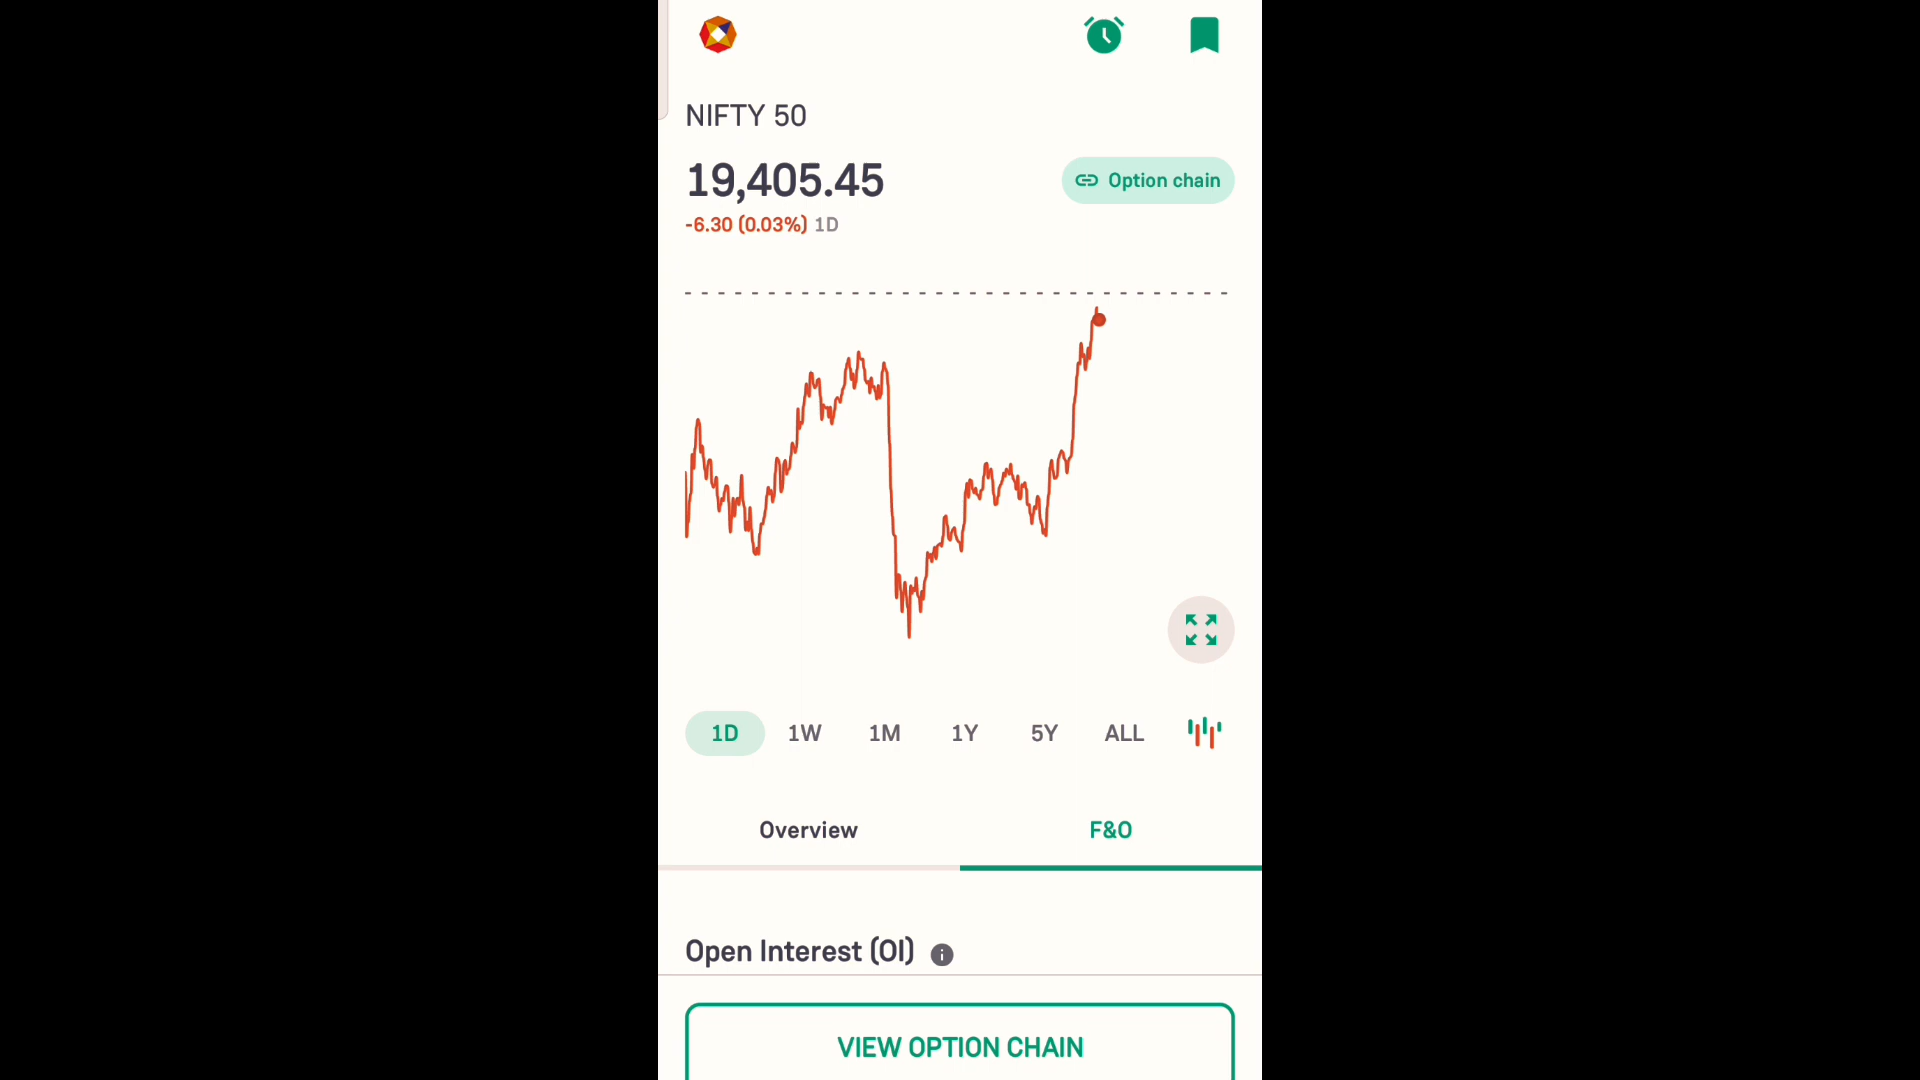 NIFTY 50
19,405.45
Option chain
-6.30 (0.03%) 1D
1D 1W 1M 1Y 5Y ALL
Overview F&O
Open Interest (OI)
VIEW OPTION CHAIN